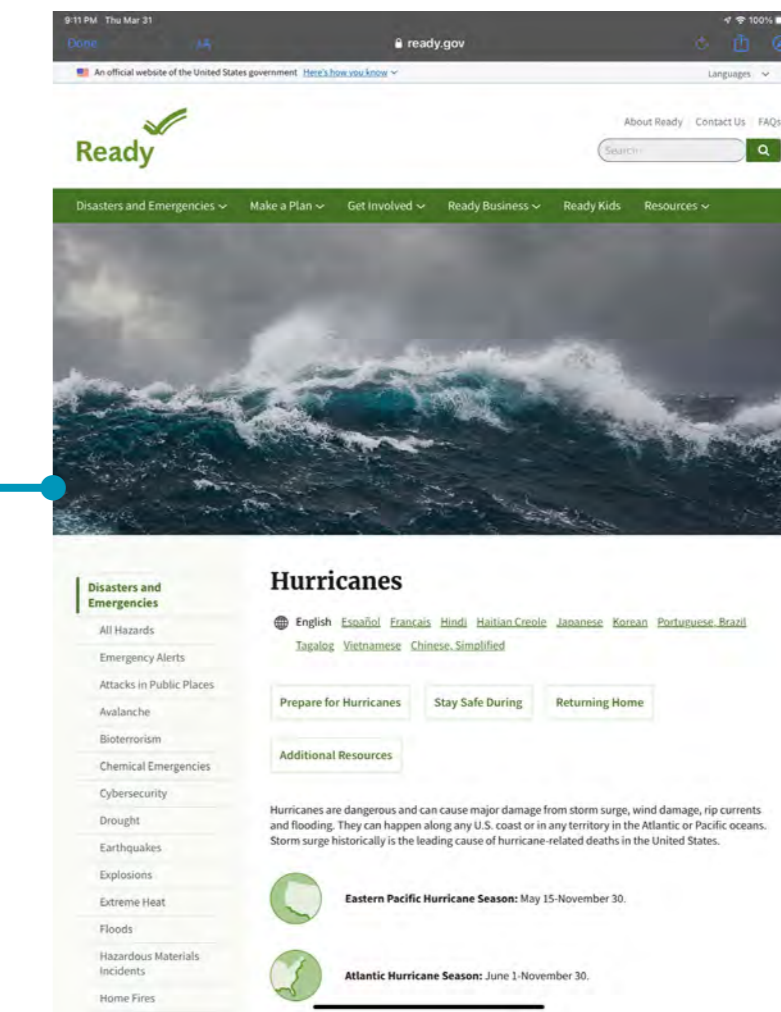 9:11 PM Thu Mar 31
100%
Done
AA
ready.gov
An official website of the United States government Here's how you know
Languages
Ready
About Ready Contact Us FAQs
Search
Disasters and Emergencies Make a Plan Get Involved Ready Business Ready Kids Resources
Disasters and
Emergencies
All Hazards
Emergency Alerts
Attacks in Public Places
Avalanche
Bioterrorism
Chemical Emergencies
Cybersecurity
Drought
Earthquakes
Explosions
Extreme Heat
Floods
Hazardous Materials
Incidents
Home Fires
Hurricanes
English Español Français Hindi Haitian Creole Japanese Korean Portuguese, Brazil
Tagalog Vietnamese Chinese, Simplified
Prepare for Hurricanes
Stay Safe During
Returning Home
Additional Resources
Hurricanes are dangerous and can cause major damage from storm surge, wind damage, rip currents
and flooding. They can happen along any U.S. coast or in any territory in the Atlantic or Pacific oceans.
Storm surge historically is the leading cause of hurricane-related deaths in the United States.
Eastern Pacific Hurricane Season: May 15-November 30.
Atlantic Hurricane Season: June 1-November 30.